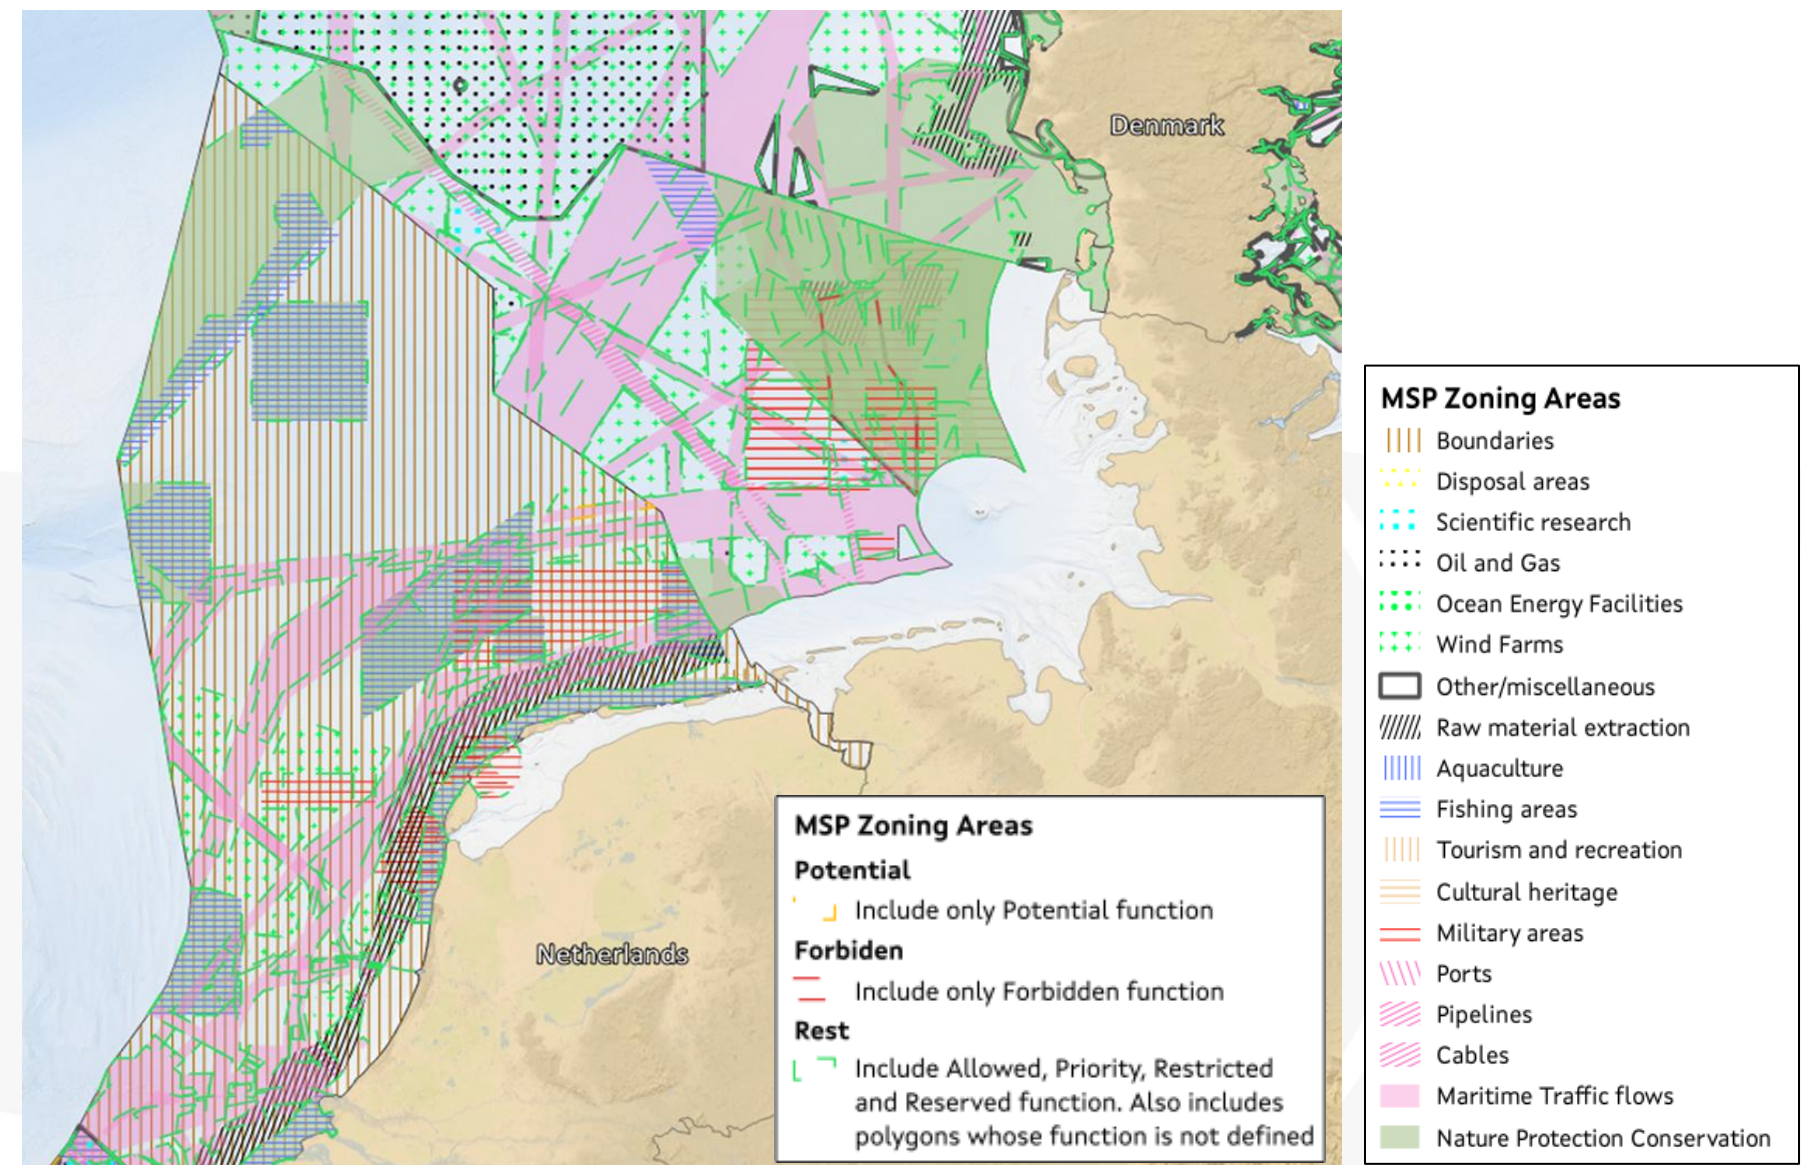 Denmark
Netherlands
MSP Zoning Areas
Potential
Include only Potential function
Forbiden
Include only Forbidden function
Rest
Include Allowed, Priority, Restricted
and Reserved function. Also includes
polygons whose function is not defined
MSP Zoning Areas
Boundaries
Disposal areas
Scientific research
Oil and Gas
Ocean Energy Facilities
Wind Farms
Other/miscellaneous
Raw material extraction
Aquaculture
Fishing areas
Tourism and recreation
Cultural heritage
Military areas
Ports
Pipelines
Cables
Maritime Traffic flows
Nature Protection Conservation